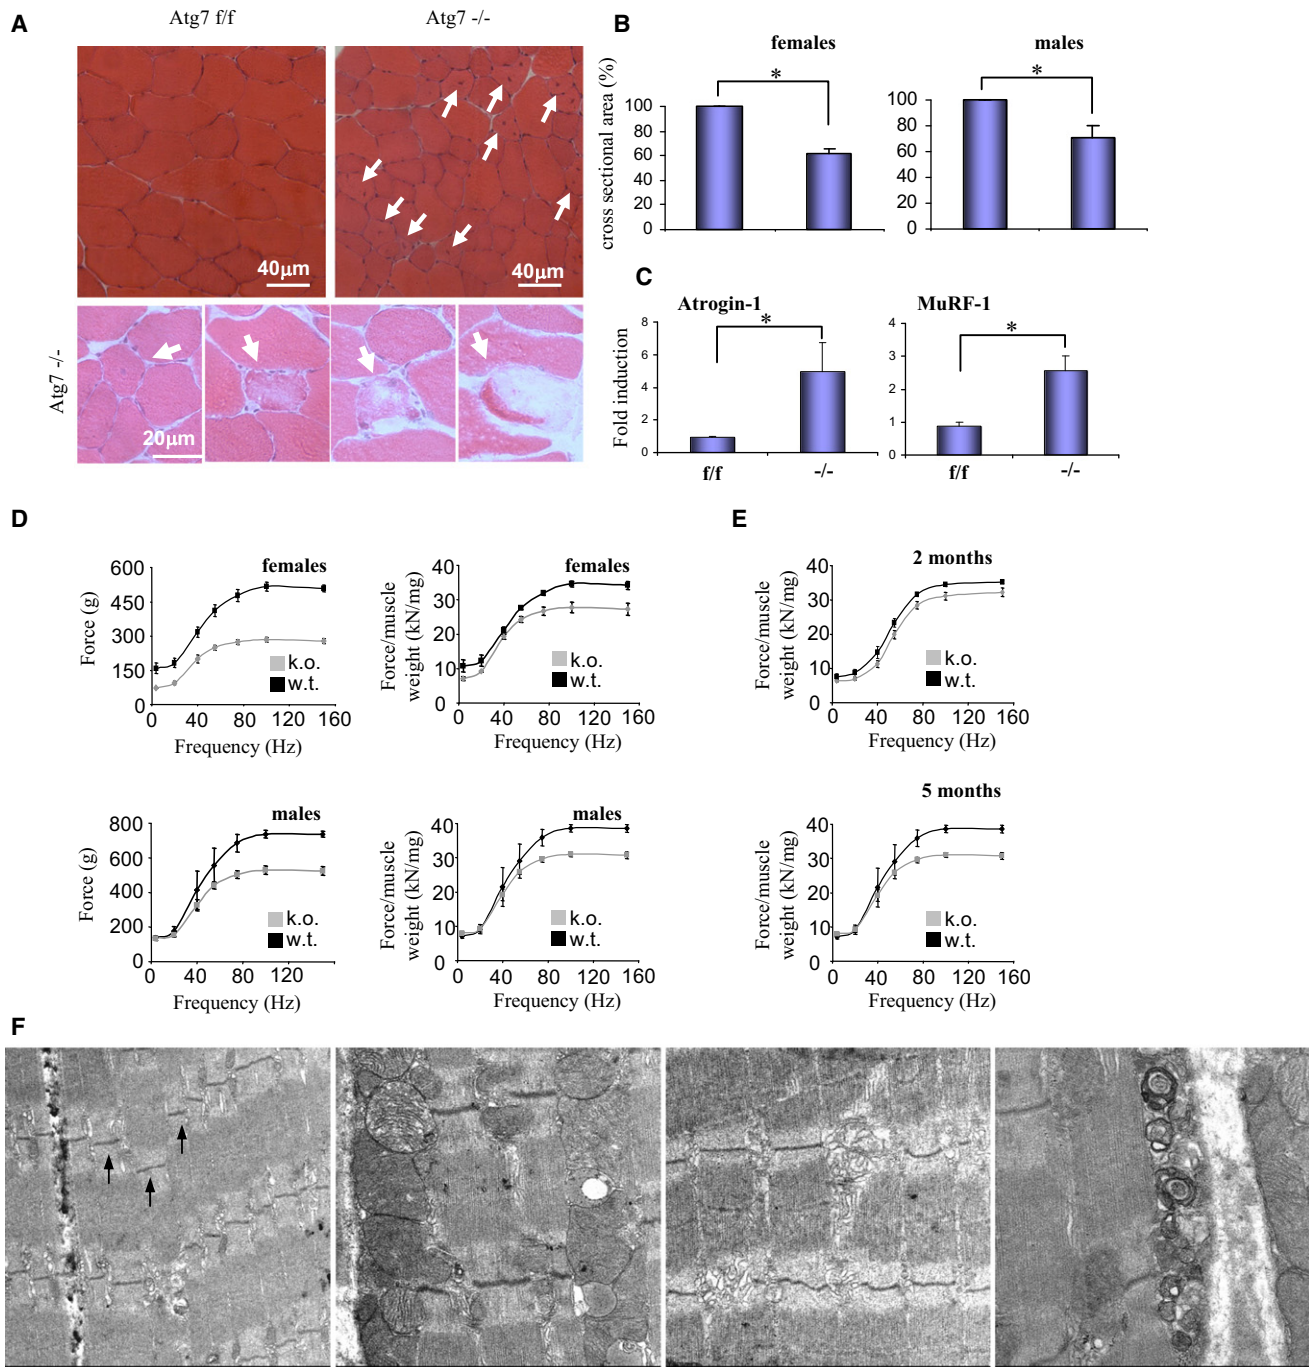 A
Atg7 f/f
Atg7 -/-
40μm
40μm
Atg7 -/-
20μm
B
females
males
cross sectional area (%)
100
80
60
40
20
0
*
100
80
60
40
20
0
*
C
Atrogin-1
MuRF-1
Fold induction
8
6
4
2
0
*
f/f
-/-
4
3
2
1
0
*
f/f
-/-
D
females
Force (g)
600
450
300
150
0
k.o.
w.t.
0 40 80 120 160
Frequency (Hz)
females
Force/muscle
weight (kN/mg)
40
30
20
10
0
k.o.
w.t.
0 40 80 120 160
Frequency (Hz)
males
Force (g)
800
600
400
200
0
k.o.
w.t.
0 40 80 120
Frequency (Hz)
males
Force/muscle
weight (kN/mg)
40
30
20
10
0
k.o.
w.t.
0 40 80 120 160
Frequency (Hz)
E
2 months
Force/muscle
weight (kN/mg)
40
30
20
10
0
k.o.
w.t.
0 40 80 120 160
Frequency (Hz)
5 months
Force/muscle
weight (kN/mg)
40
30
20
10
0
k.o.
w.t.
0 40 80 120 160
Frequency (Hz)
F